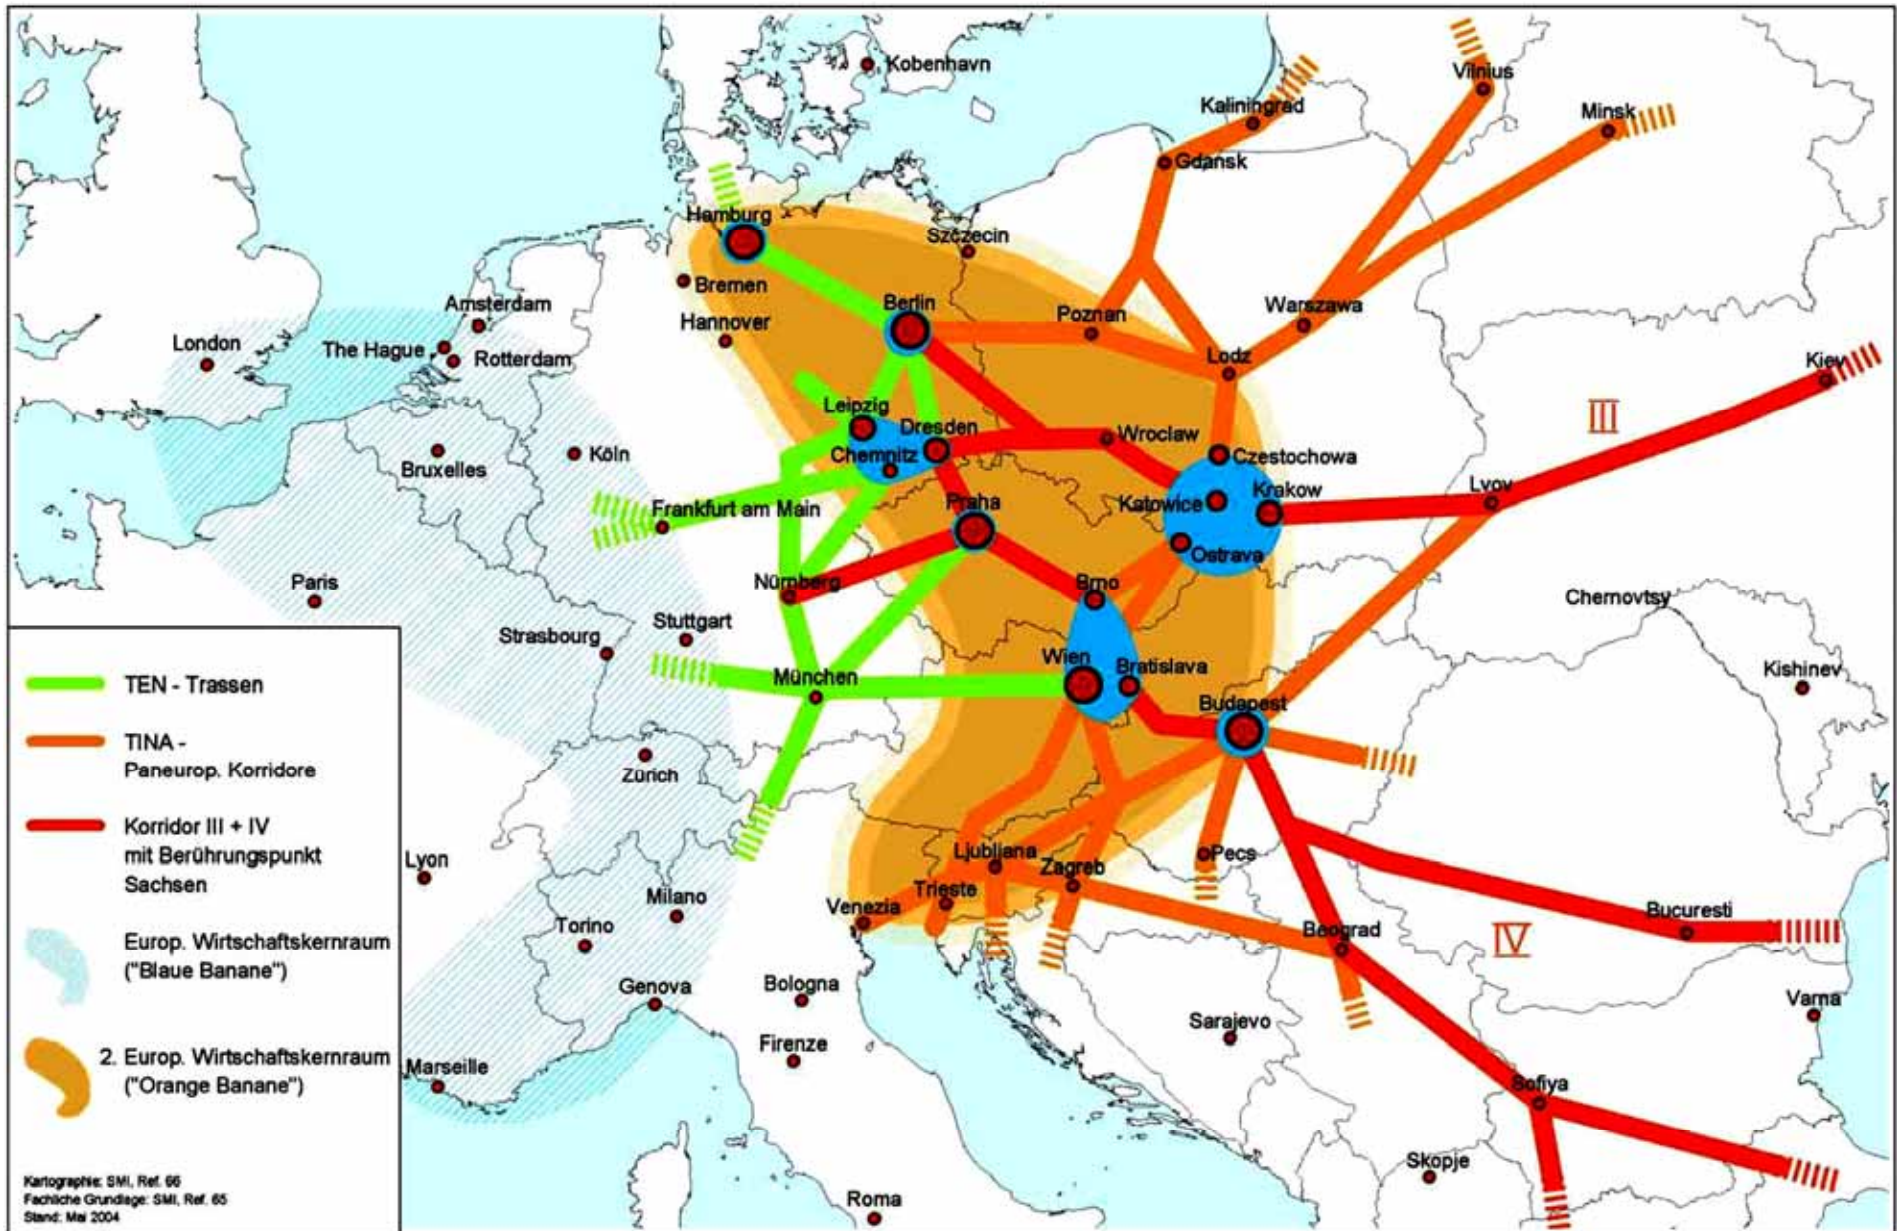 Kobenhavn
Vilnius
Kaliningrad
Minsk
Gdansk
Hamburg
Szczecin
Bremen
Amsterdam
Berlin
Poznan
Warszawa
Hannover
London
The Hague
Rotterdam
Lodz
Kiev
III
Leipzig
Dresden
Wroclaw
Köln
Bruxelles
Chemnitz
Czestochowa
Katowice
Krakow
Lvov
Frankfurt am Main
Praha
Ostrava
Paris
Nürnberg
Brno
Chernovtsy
Strasbourg
Stuttgart
Wien
Bratislava
Kishinev
München
Budapest
Zürich
Lyon
Ljubljana
Zagreb
Pecs
Milano
Trieste
Venezia
Torino
Bucuresti
Beograd
IV
Genova
Bologna
Varna
Sarajevo
Firenze
Marseille
Sofiya
Skopje
Roma
TEN - Trassen
TINA -
Paneurop. Korridore
Korridor III + IV
mit Berührungspunkt
Sachsen
Europ. Wirtschaftskernraum
("Blaue Banane")
2. Europ. Wirtschaftskernraum
("Orange Banane")
Kartographie: SMI, Ref. 66
Fachliche Grundlage: SMI, Ref. 65
Stand: Mai 2004